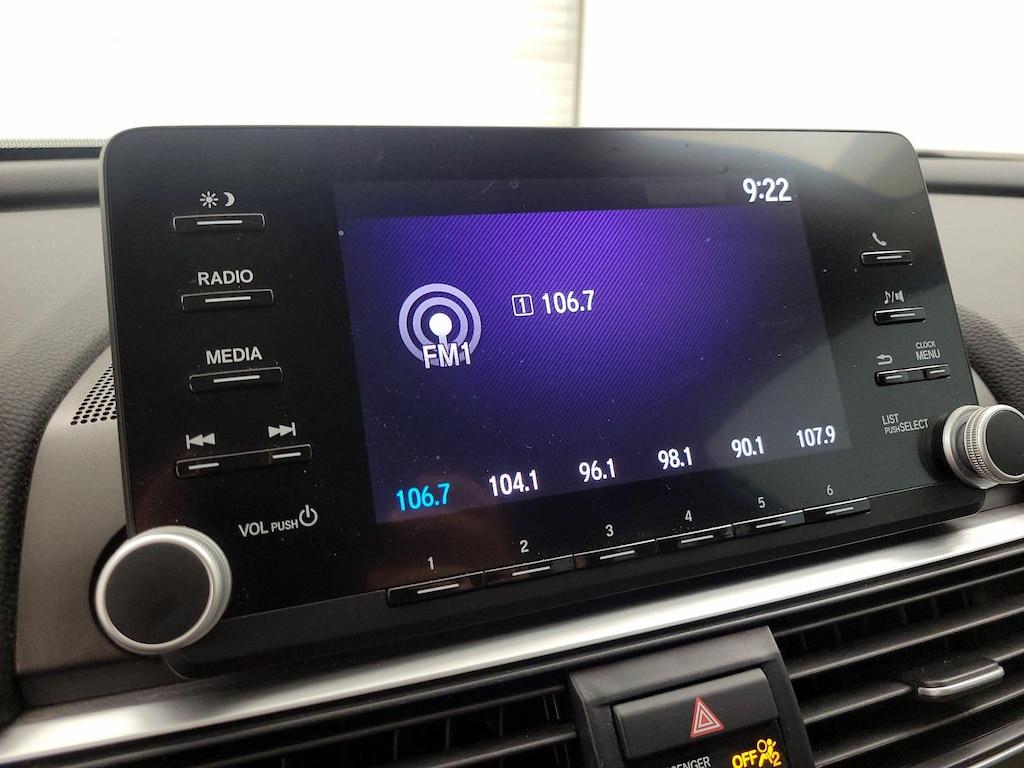 9:22
RADIO
1 106.7
FM1
MEDIA
CLOCK
MENU
LIST
PUSH SELECT
106.7 104.1 96.1 98.1 90.1 107.9
VOL PUSH
1 2 3 4 5 6
OFF 2